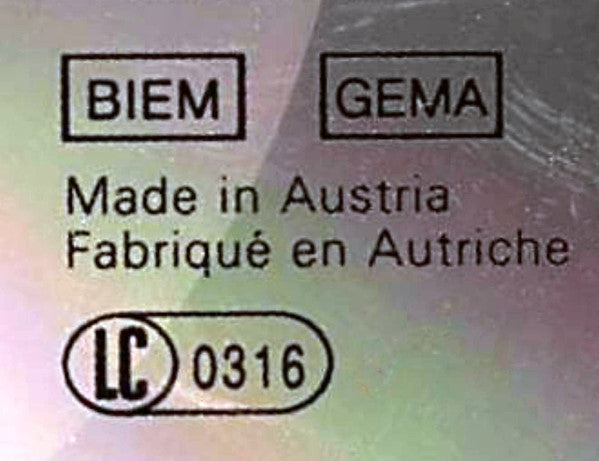 BIEM GEMA
Made in Austria
Fabriqué en Autriche
LC 0316